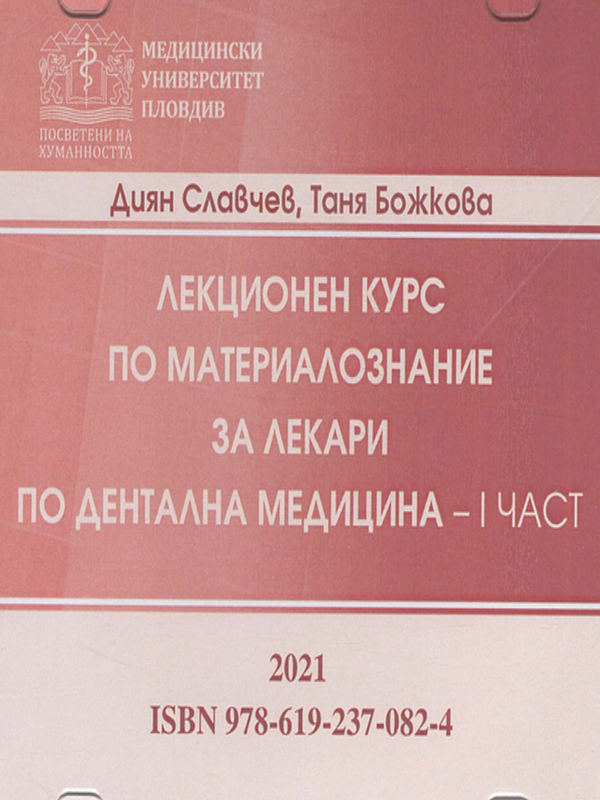 МЕДИЦИНСКИ
УНИВЕРСИТЕТ
ПЛОВДИВ
ПОСВЕТЕНИ НА
ХУМАННОСТТА
Диян Славчев, Таня Божкова
ЛЕКЦИОНЕН КУРС
ПО МАТЕРИАЛОЗНАНИЕ
ЗА ЛЕКАРИ
ПО ДЕНТАЛНА МЕДИЦИНА – I ЧАСТ
2021
ISBN 978-619-237-082-4